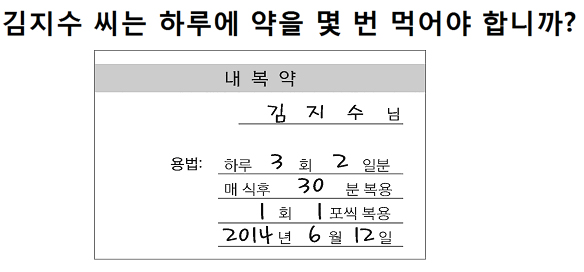 김지수 씨는 하루에 약을 몇 번 먹어야 합니까?
내 복 약
김 지 수 님
용법: 하루 3 회 2 일분
매 식후 30 분 복용
1 회 1 포씩 복용
2014 년 6 월 12 일